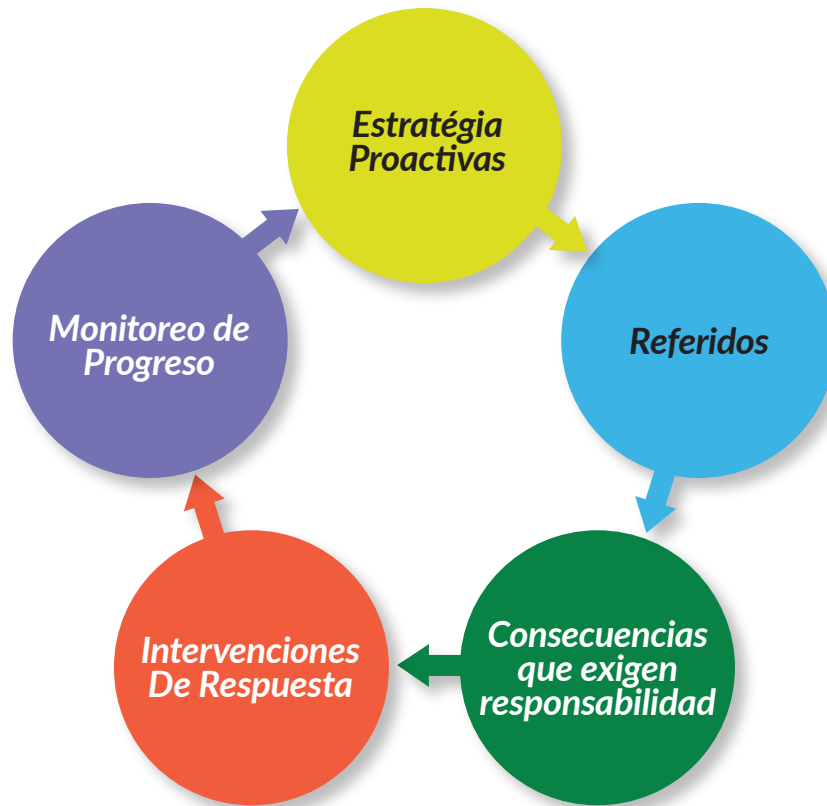 Estratégia
Proactivas
Referidos
Consecuencias
que exigen
responsabilidad
Intervenciones
De Respuesta
Monitoreo de
Progreso